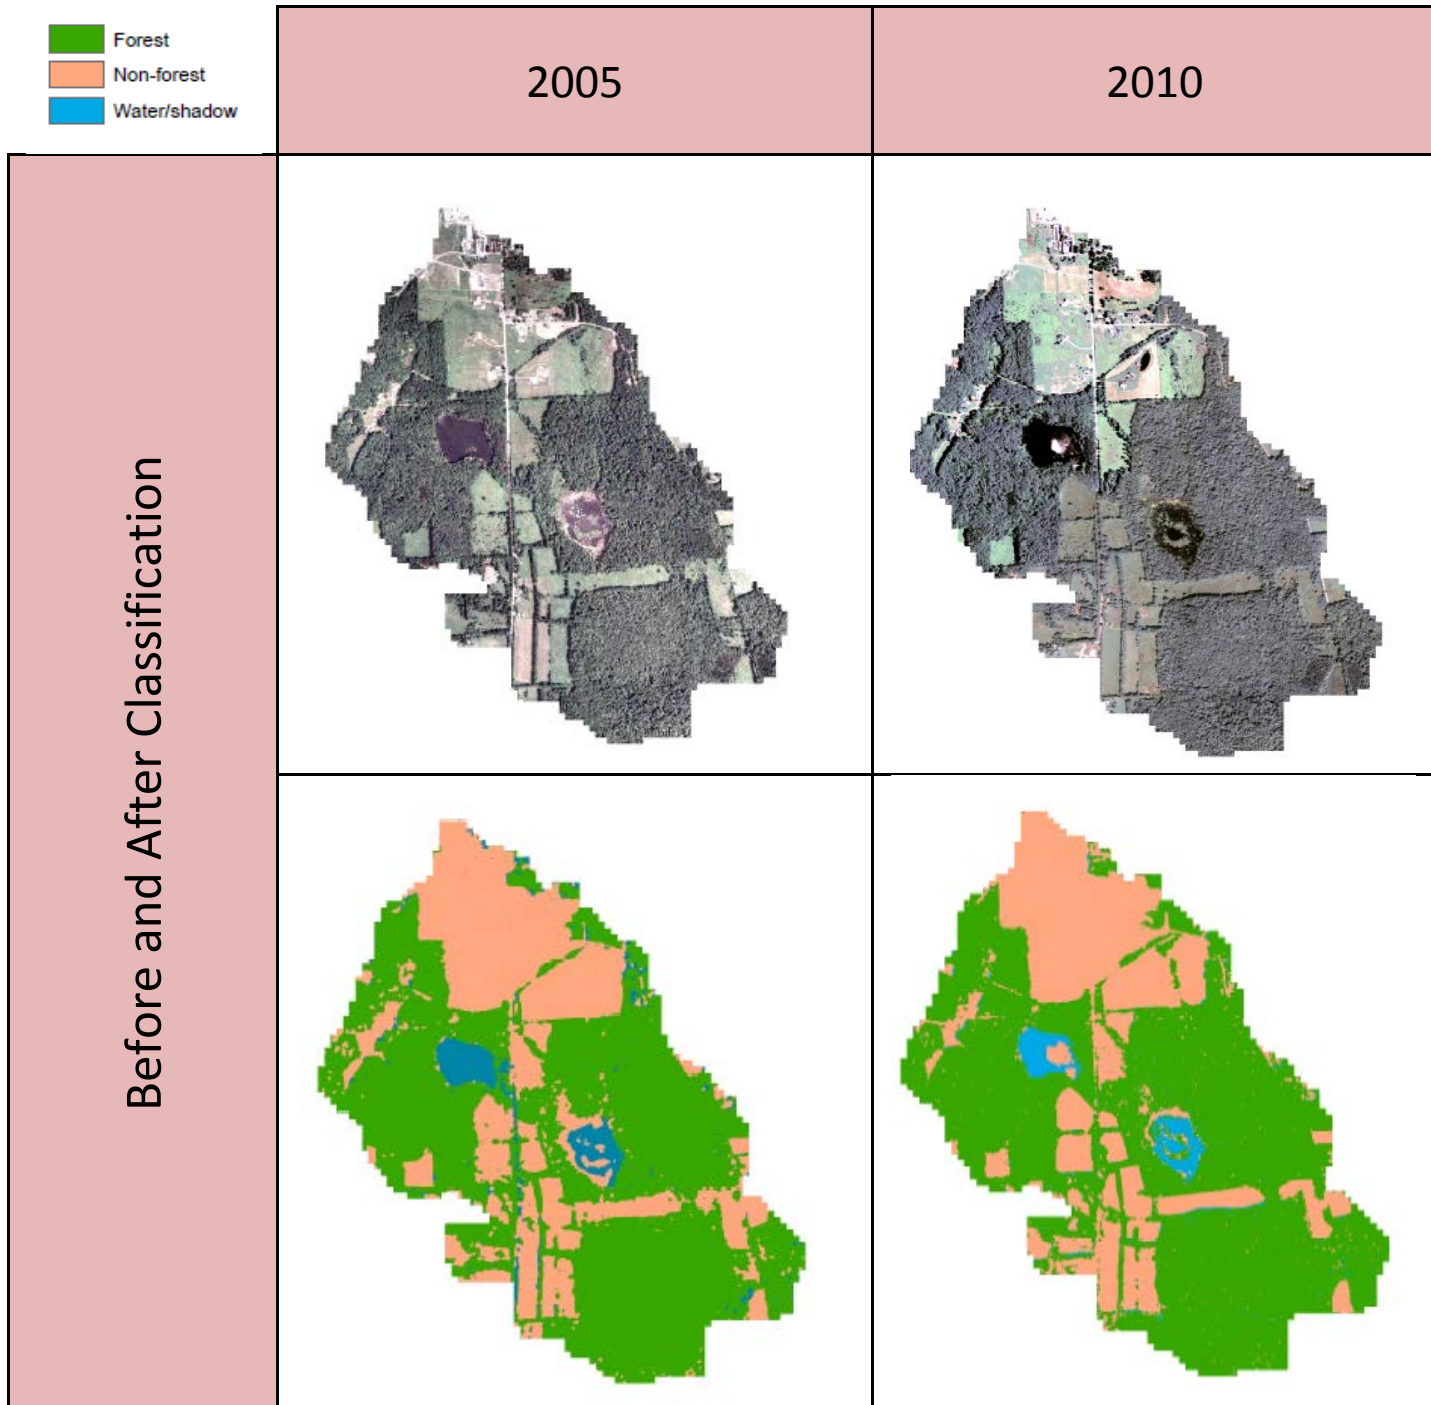 Forest
Non-forest
Water/shadow
2005
2010
Before and After Classification